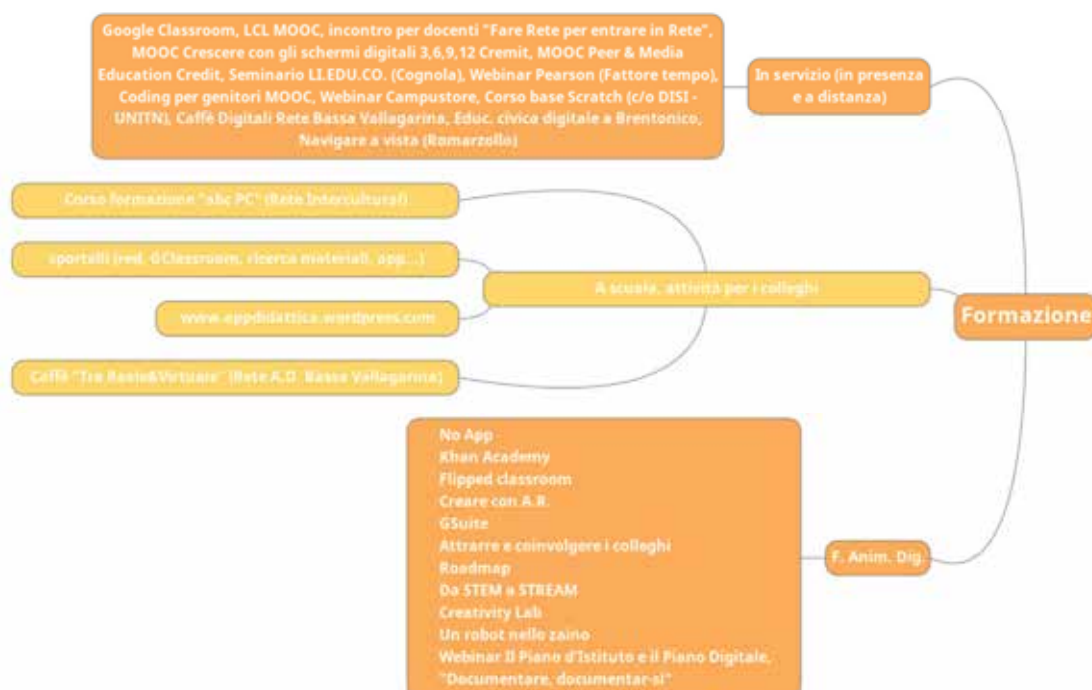 Google Classroom, LCL MOOC, incontro per docenti "Fare Rete per entrare in Rete",
MOOC Crescere con gli schermi digitali 3,6,9,12 Cremit, MOOC Peer & Media
Education Credit, Seminario LI.EDU.CO. (Cognola), Webinar Pearson (Fattore tempo),
Coding per genitori MOOC, Webinar Campustore, Corso base Scratch (c/o DISI -
UNITN), Caffè Digitali Rete Bassa Vallagarina, Educ. civica digitale a Brentonico,
Navigare a vista (Romarzollo)
In servizio (in presenza
e a distanza)
Corso formazione "abc PC" (Rete Intercultura)
sportelli (red, GClassroom, ricerca materiali, app...)
www.appdidattica.wordpress.com
Caffè "Tra Reale&Virtuale" (Rete A.D. Bassa Vallagarina)
A scuola, attività per i colleghi
Formazione
No App
Khan Academy
Flipped classroom
Creare con A.R.
GSuite
Attrarre e coinvolgere i colleghi
Roadmap
Da STEM a STREAM
Creativity Lab
Un robot nello zaino
Webinar Il Piano d'Istituto e il Piano Digitale,
"Documentare, documentar-si"
F. Anim. Dig.